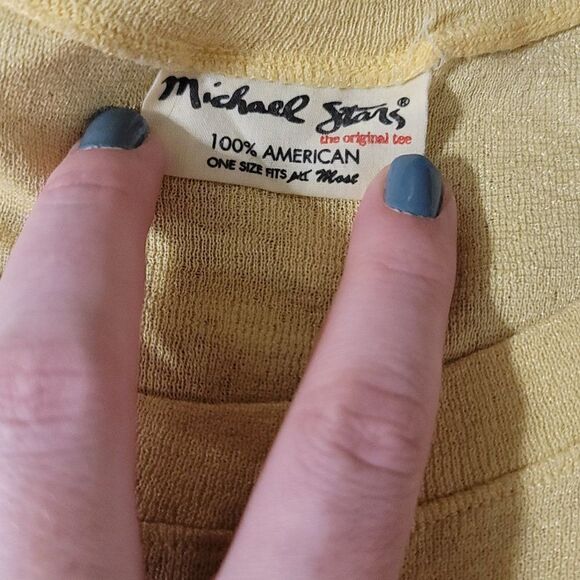 Michael Stars®
the original tee
100% AMERICAN
ONE SIZE FITS Most